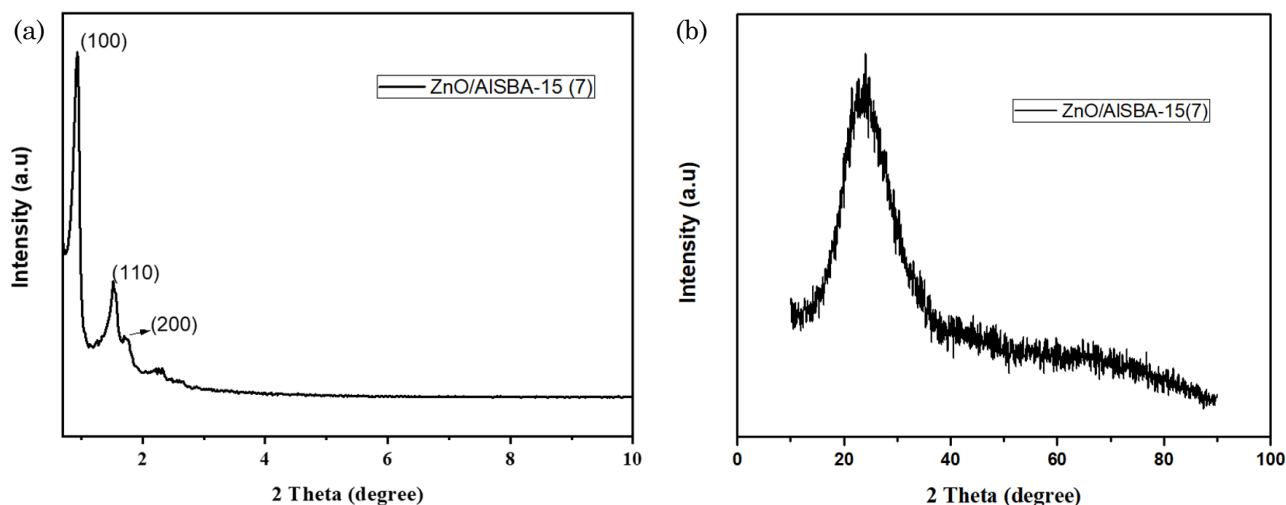 (a)
(100)
ZnO/AlSBA-15 (7)
(110)
(200)
Intensity (a.u)
2 4 6 8 10
2 Theta (degree)
(b)
ZnO/AlSBA-15(7)
Intensity (a.u)
0 20 40 60 80 100
2 Theta (degree)